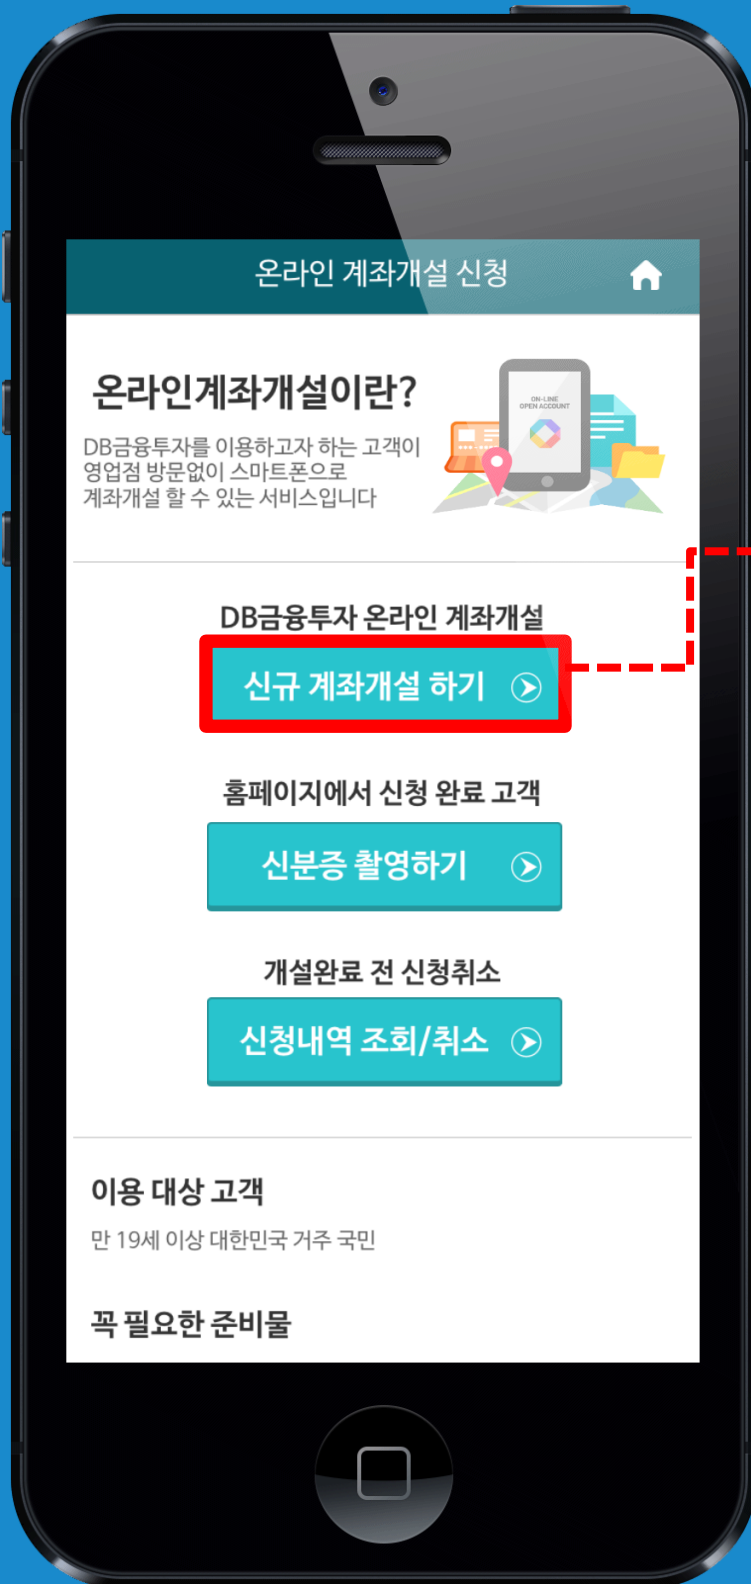 온라인 계좌개설 신청
온라인계좌개설이란?
DB금융투자를 이용하고자 하는 고객이
영업점 방문없이 스마트폰으로
계좌개설 할 수 있는 서비스입니다
ON-LINE
OPEN ACCOUNT
DB금융투자 온라인 계좌개설
신규 계좌개설 하기
홈페이지에서 신청 완료 고객
신분증 촬영하기
개설완료 전 신청취소
신청내역 조회/취소
이용 대상 고객
만 19세 이상 대한민국 거주 국민
꼭 필요한 준비물